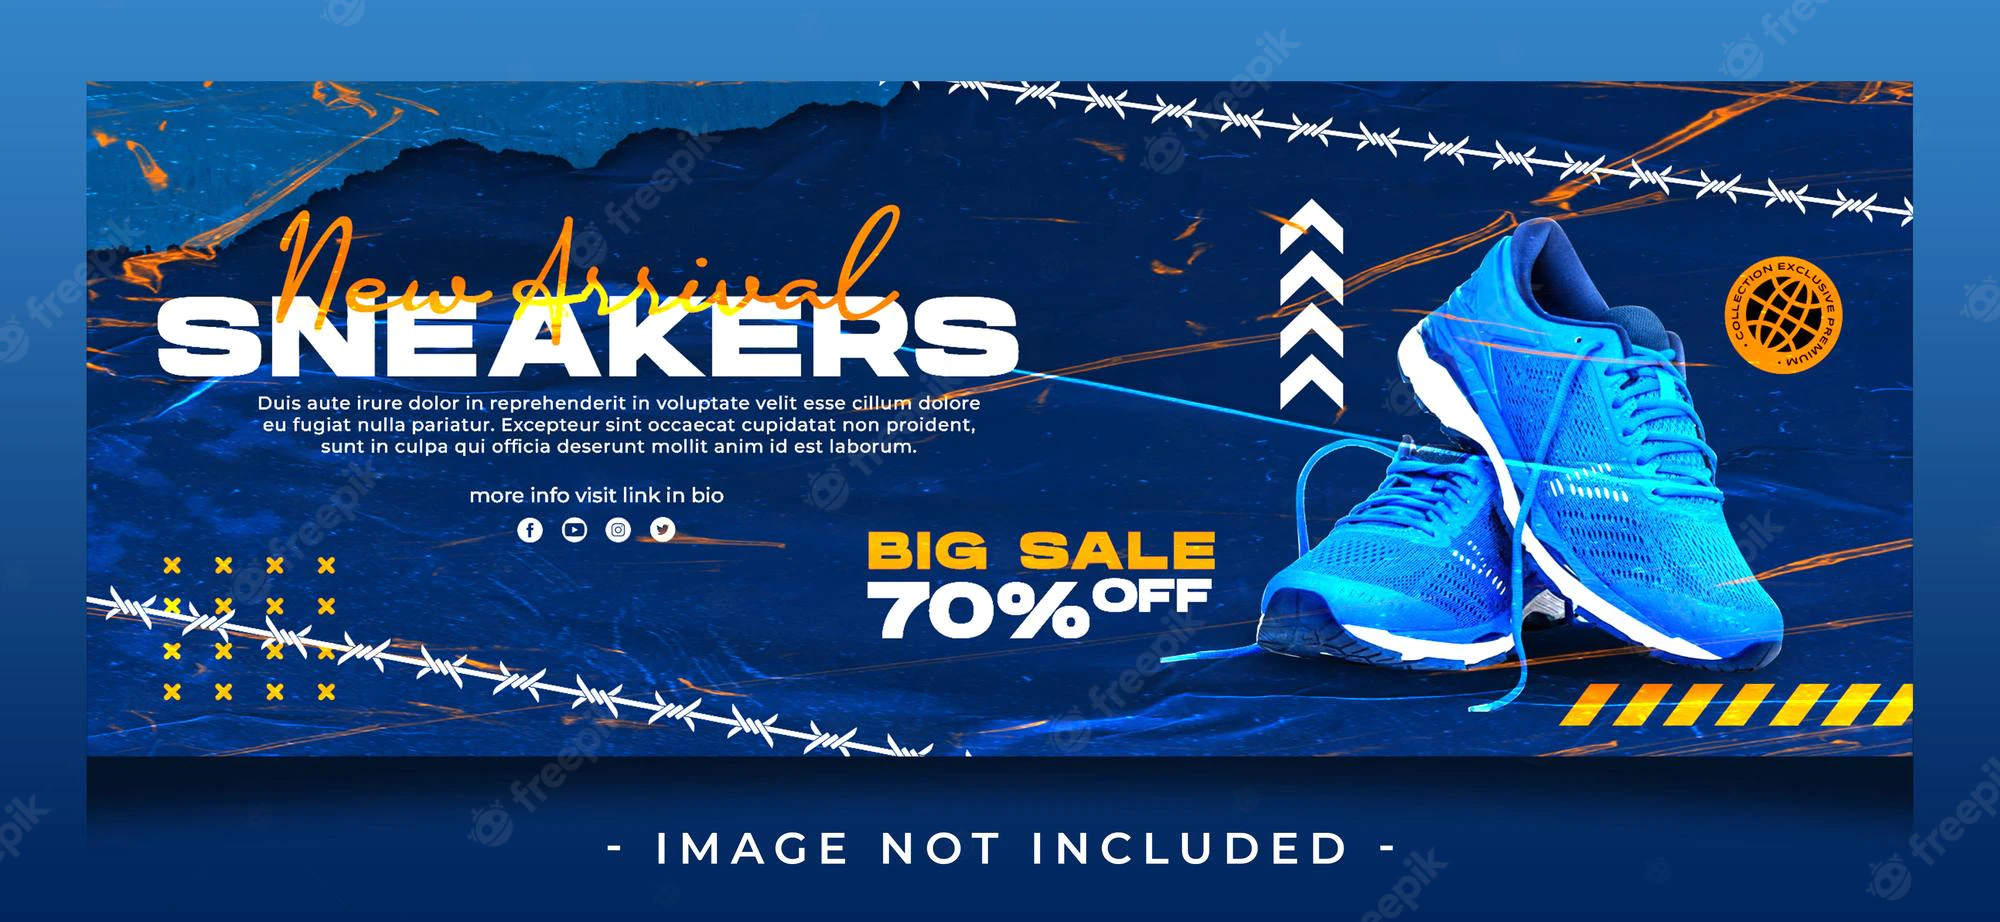 New Arrival
SNEAKERS
Duis aute irure dolor in reprehenderit in voluptate velit esse cillum dolore
eu fugiat nulla pariatur. Excepteur sint occaecat cupidatat non proident,
sunt in culpa qui officia deserunt mollit anim id est laborum.
more info visit link in bio
BIG SALE
70% OFF
• COLLECTION EXCLUSIVE PREMIUM •
- IMAGE NOT INCLUDED -
freepik